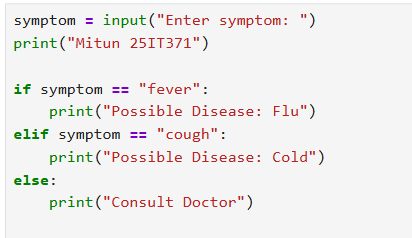 symptom = input("Enter symptom: ")
print("Mitun 25IT371")

if symptom == "fever":
    print("Possible Disease: Flu")
elif symptom == "cough":
    print("Possible Disease: Cold")
else:
    print("Consult Doctor")